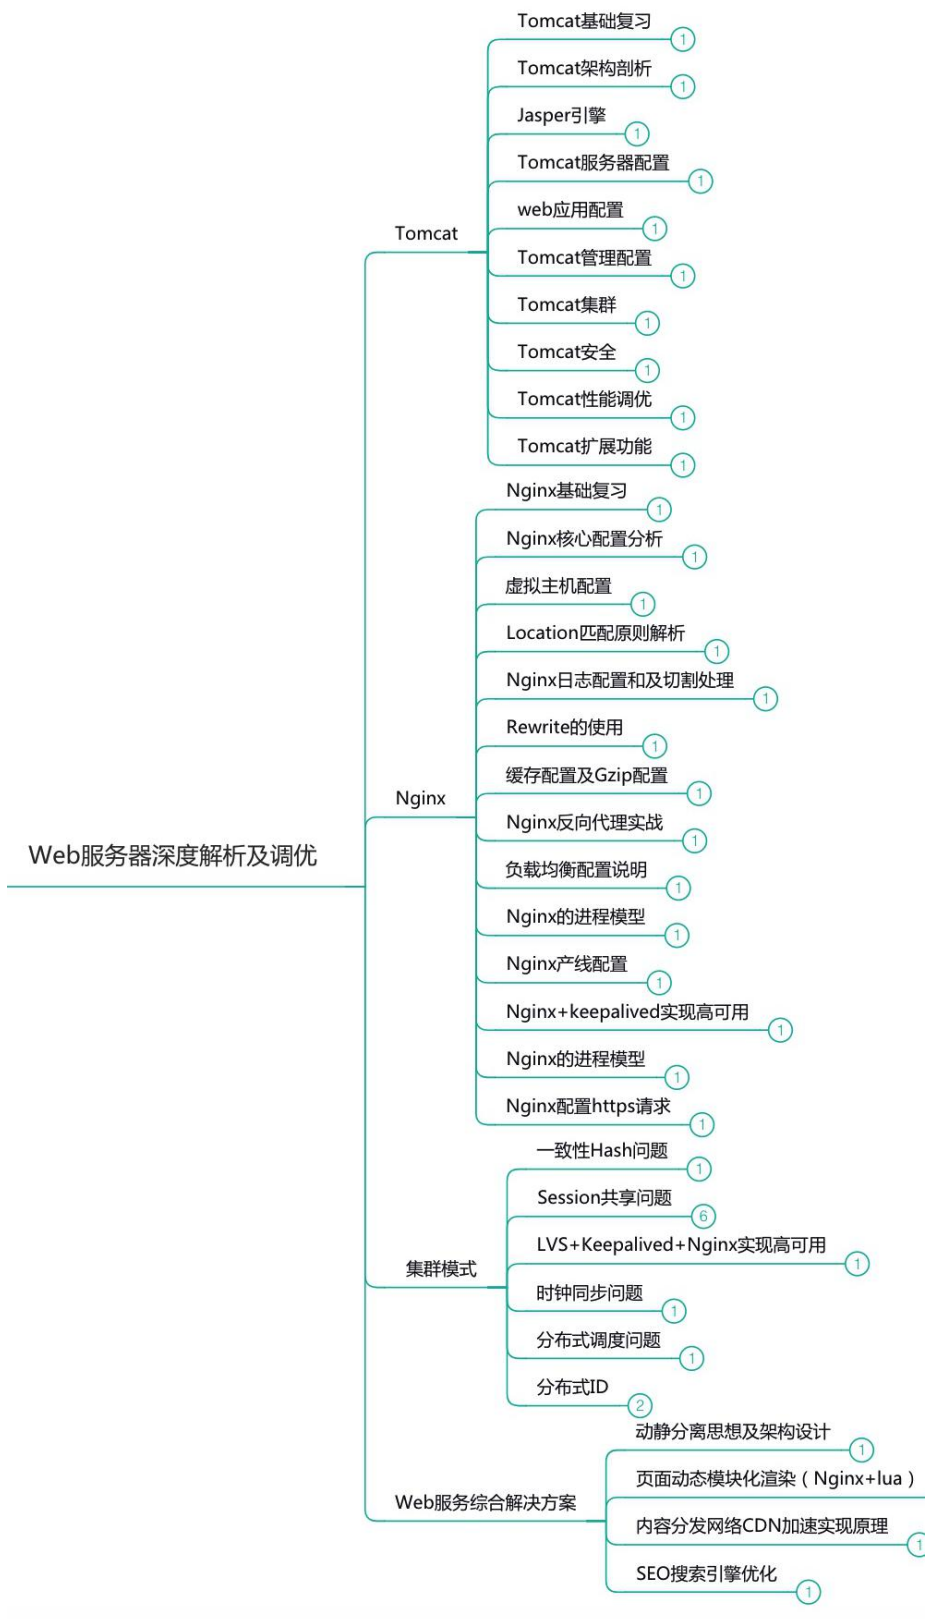 Tomcat基础复习
1
Tomcat架构剖析
1
Jasper引擎
1
Tomcat服务器配置
1
web应用配置
1
Tomcat
Tomcat管理配置
1
Tomcat集群
1
Tomcat安全
1
Tomcat性能调优
1
Tomcat扩展功能
1
Nginx基础复习
1
Nginx核心配置分析
1
虚拟主机配置
1
Location匹配原则解析
1
Nginx日志配置和及切割处理
1
Rewrite的使用
1
缓存配置及Gzip配置
1
Nginx
Nginx反向代理实战
1
Web服务器深度解析及调优
负载均衡配置说明
1
Nginx的进程模型
1
Nginx产线配置
1
Nginx+keepalived实现高可用
1
Nginx的进程模型
1
Nginx配置https请求
1
一致性Hash问题
1
Session共享问题
6
LVS+Keepalived+Nginx实现高可用
1
集群模式
时钟同步问题
1
分布式调度问题
1
分布式ID
2
动静分离思想及架构设计
1
页面动态模块化渲染（Nginx+lua）
Web服务综合解决方案
内容分发网络CDN加速实现原理
1
SEO搜索引擎优化
1